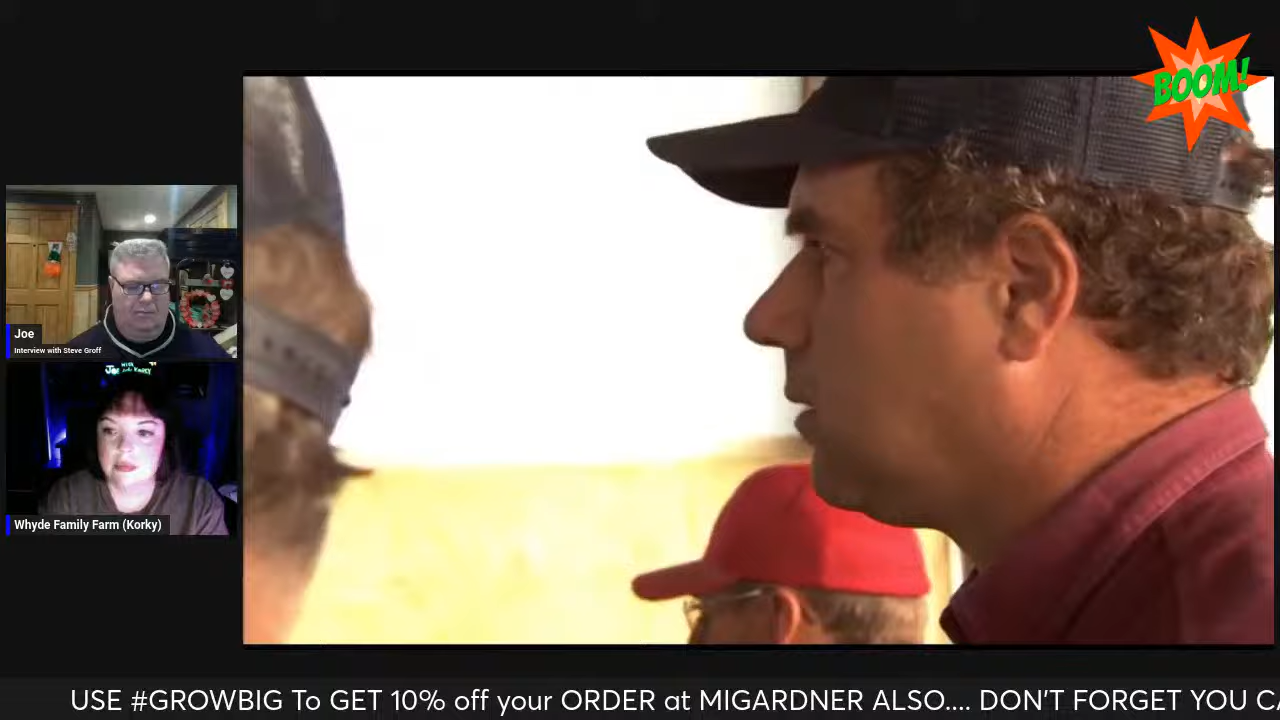 BOOM!
Joe
Interview with Steve Groff
Whyde Family Farm (Korky)
USE #GROWBIG To GET 10% off your ORDER at MIGARDNER ALSO.... DON'T FORGET YOU CA